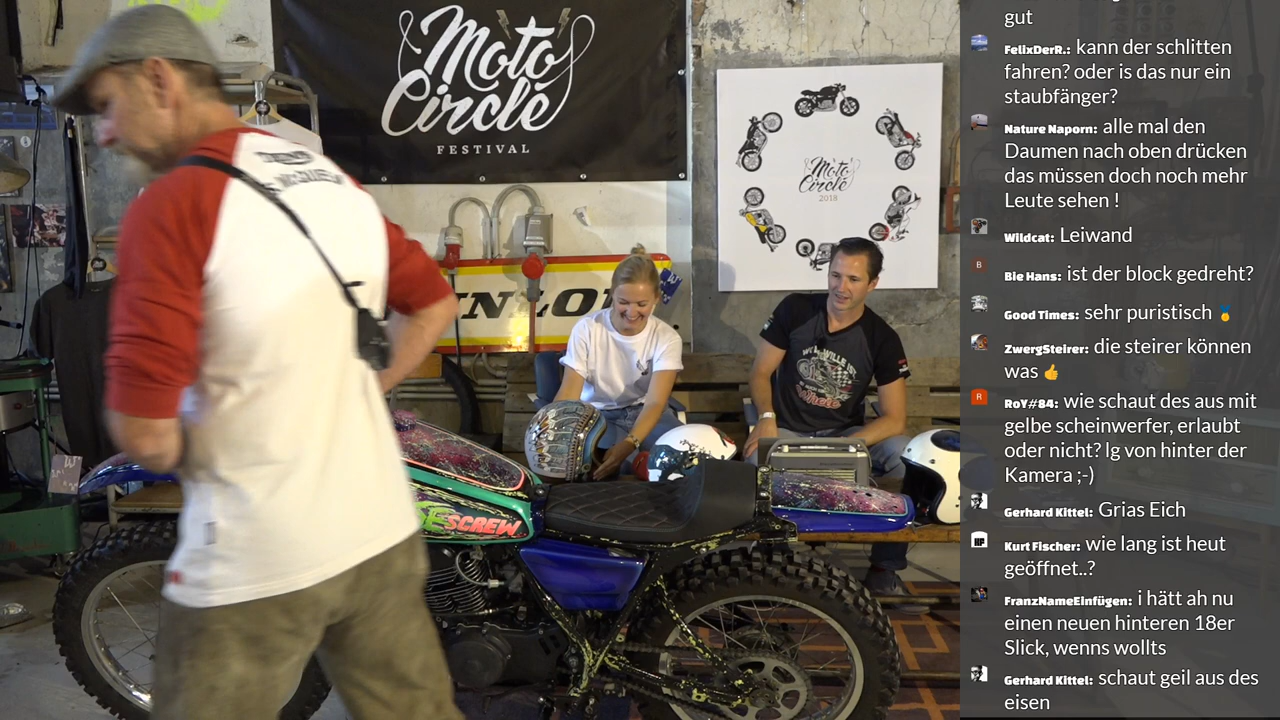 Moto
Circle
FESTIVAL
Moto
Circle
2018
NLO
ESCREW
gut
FelixDerR.: kann der schlitten
fahren? oder is das nur ein
staubfänger?
Nature Naporn: alle mal den
Daumen nach oben drücken
das müssen doch noch mehr
Leute sehen !
Wildcat: Leiwand
B
Bie Hans: ist der block gedreht?
Good Times: sehr puristisch 🏅
ZwergSteirer: die steirer können
was 👍
R
RoY#84: wie schaut des aus mit
gelbe scheinwerfer, erlaubt
oder nicht? lg von hinter der
Kamera ;-)
Gerhard Kittel: Grias Eich
Kurt Fischer: wie lang ist heut
geöffnet..?
FranzNameEinfügen: i hätt ah nu
einen neuen hinteren 18er
Slick, wenns wollts
Gerhard Kittel: schaut geil aus des
eisen